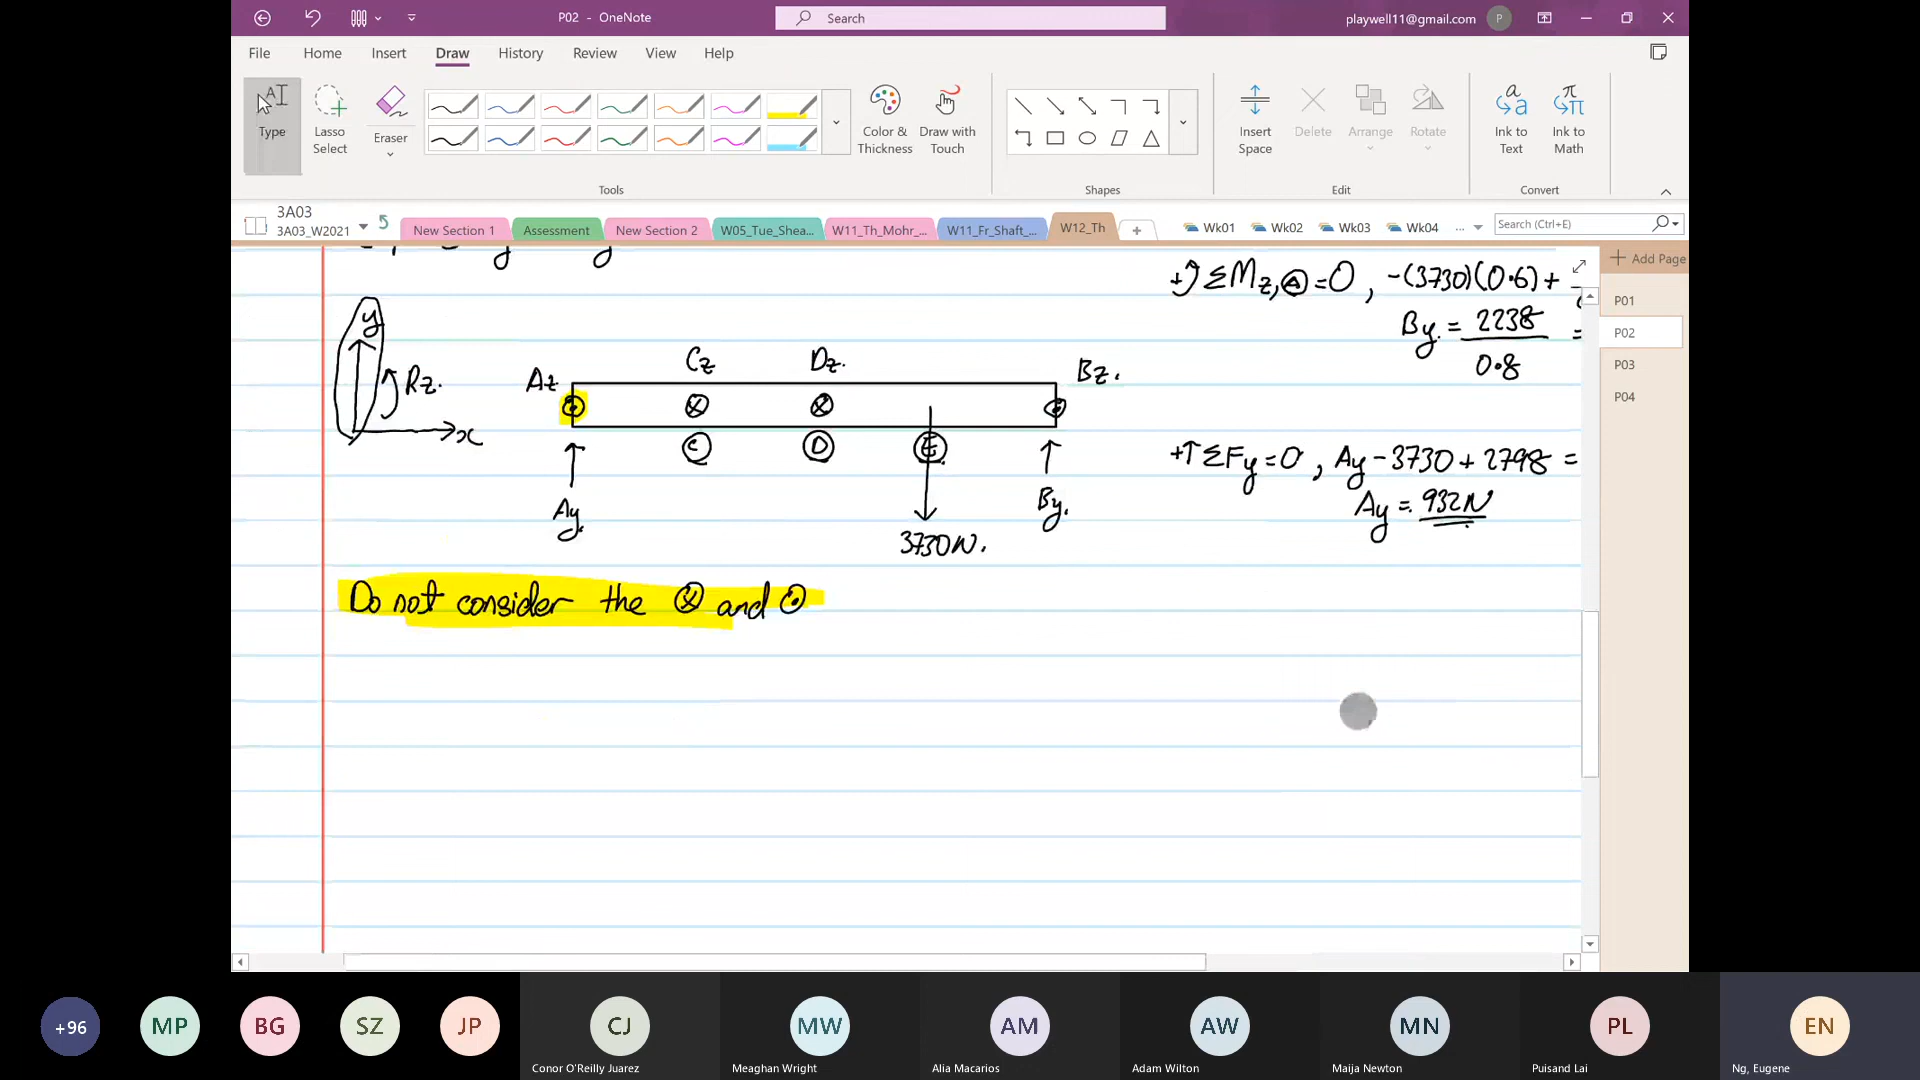 P02 - OneNote
Search
playwell11@gmail.com
P
File
Home
Insert
Draw
History
Review
View
Help
Type
Lasso Select
Eraser
Color & Thickness
Draw with Touch
Insert Space
Delete
Arrange
Rotate
Ink to Text
Ink to Math
Tools
Shapes
Edit
Convert
3A03
3A03_W2021
New Section 1
Assessment
New Section 2
W05_Tue_Shea...
W11_Th_Mohr_...
W11_Fr_Shaft_...
W12_Th
Wk01
Wk02
Wk03
Wk04
...
Search (Ctrl+E)
Add Page
P01
P02
P03
P04
+↺ ΣMz,Ⓐ = 0 , -(3730)(0.6) +
By = 2238 / 0.8 =
y
Rz.
x
Az
Cz
Dz.
Bz.
C
D
E
Ay.
By.
3730N.
+↑ ΣFy = 0 , Ay - 3730 + 2798 =
Ay = 932N
Do not consider the ⊗ and ⊙
+96
MP
BG
SZ
JP
CJ
Conor O'Reilly Juarez
MW
Meaghan Wright
AM
Alia Macarios
AW
Adam Wilton
MN
Maija Newton
PL
Puisand Lai
EN
Ng, Eugene